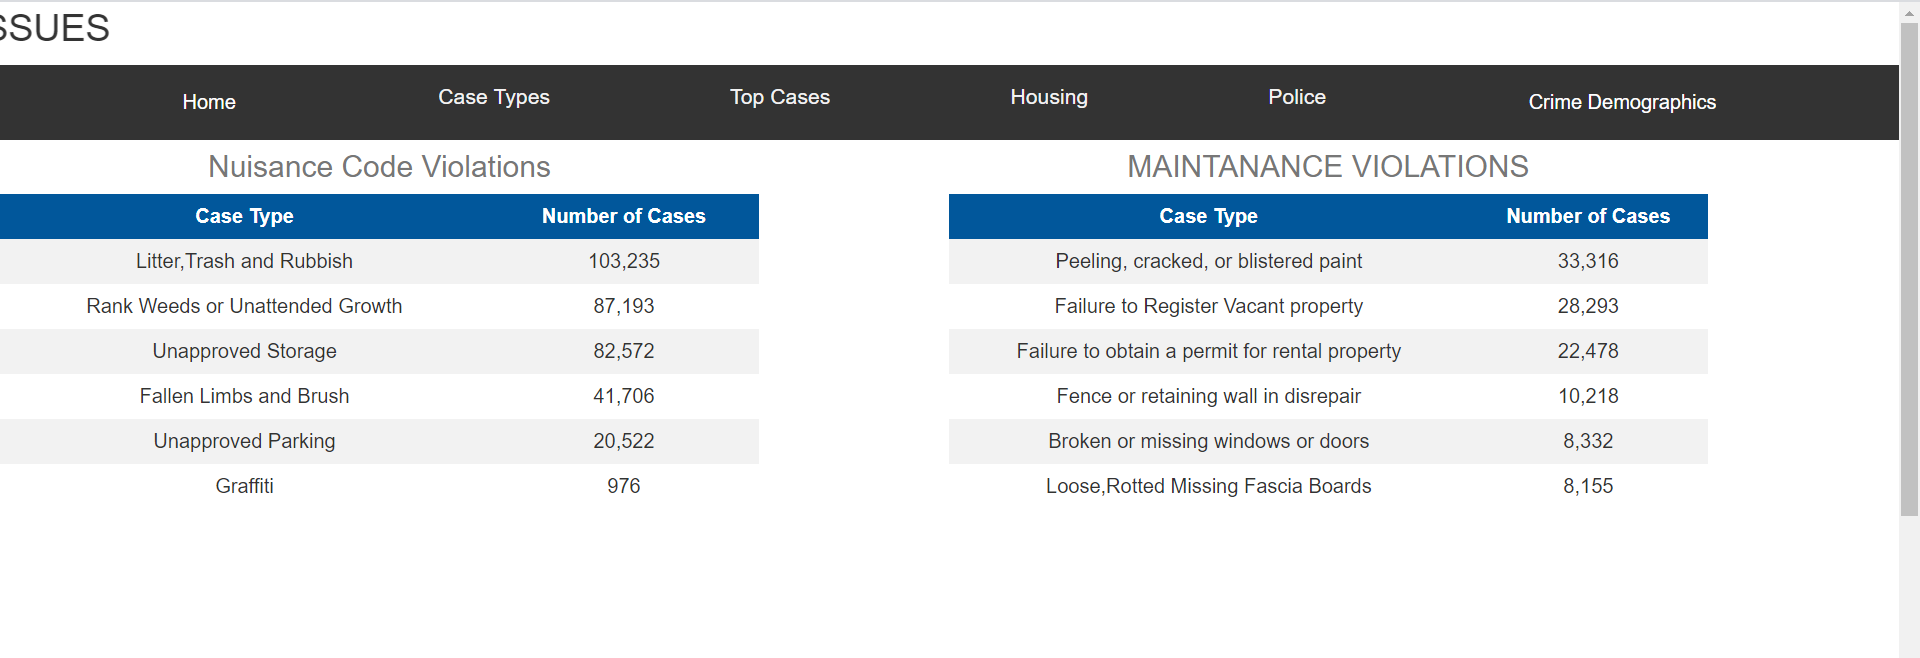 SSUES
Home Case Types Top Cases Housing Police Crime Demographics
Nuisance Code Violations
Case Type Number of Cases
Litter,Trash and Rubbish 103,235
Rank Weeds or Unattended Growth 87,193
Unapproved Storage 82,572
Fallen Limbs and Brush 41,706
Unapproved Parking 20,522
Graffiti 976
MAINTANANCE VIOLATIONS
Case Type Number of Cases
Peeling, cracked, or blistered paint 33,316
Failure to Register Vacant property 28,293
Failure to obtain a permit for rental property 22,478
Fence or retaining wall in disrepair 10,218
Broken or missing windows or doors 8,332
Loose,Rotted Missing Fascia Boards 8,155